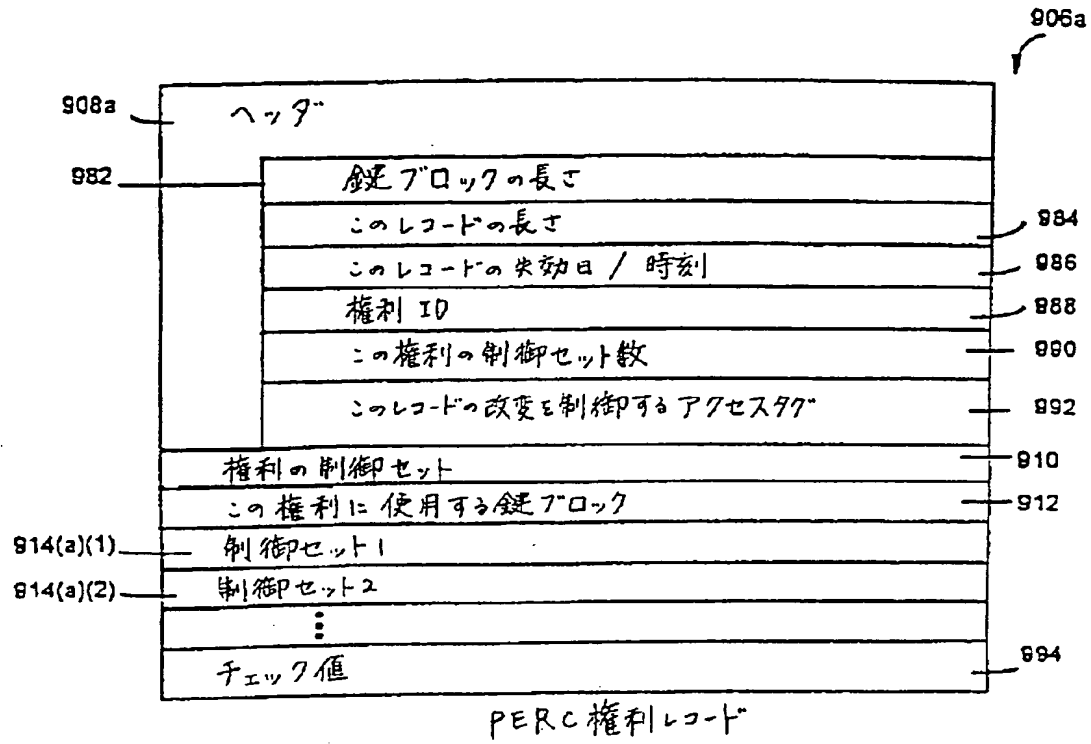 906a
908a ヘッダ
982 鍵ブロックの長さ
このレコードの長さ 984
このレコードの失効日 / 時刻 986
権利 ID 988
この権利の制御セット数 990
このレコードの改変を制御するアクセスタグ 992
権利の制御セット 910
この権利に使用する鍵ブロック 912
914(a)(1) 制御セット1
914(a)(2) 制御セット2
チェック値 994
PERC権利レコード